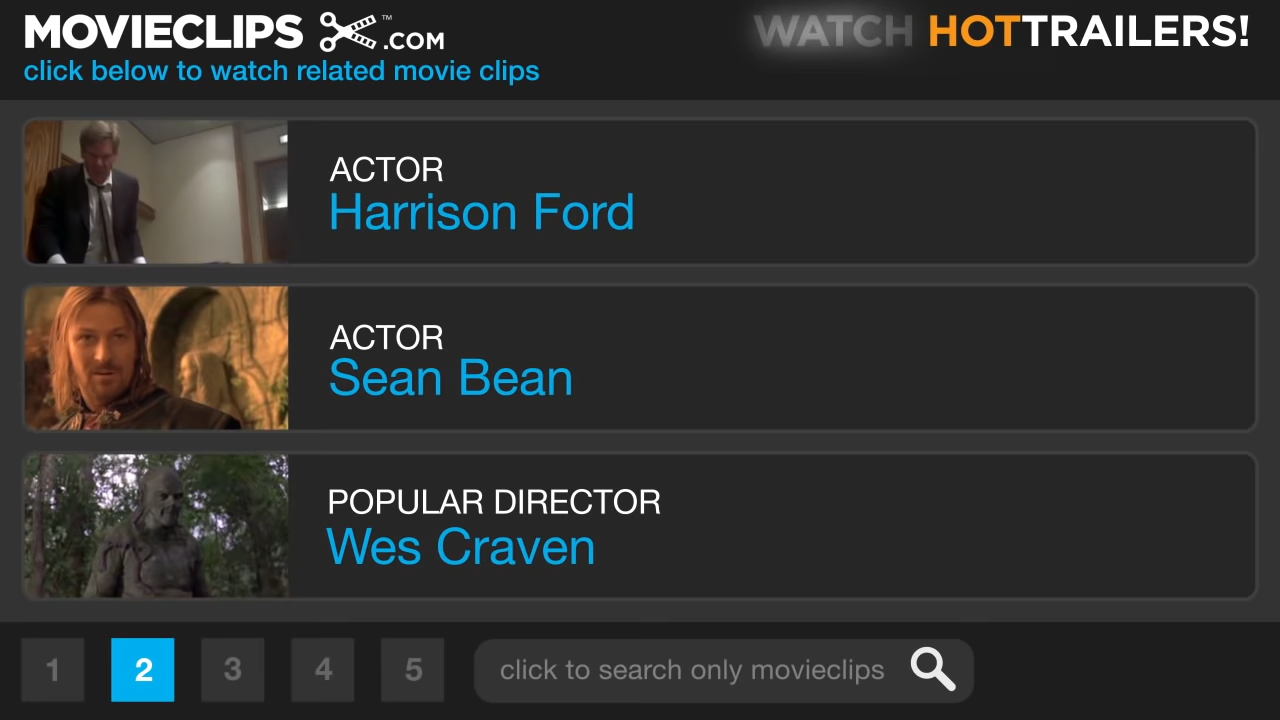 MOVIECLIPS ™ .COM
WATCH HOTTRAILERS!
click below to watch related movie clips
ACTOR
Harrison Ford
ACTOR
Sean Bean
POPULAR DIRECTOR
Wes Craven
1 2 3 4 5 click to search only movieclips